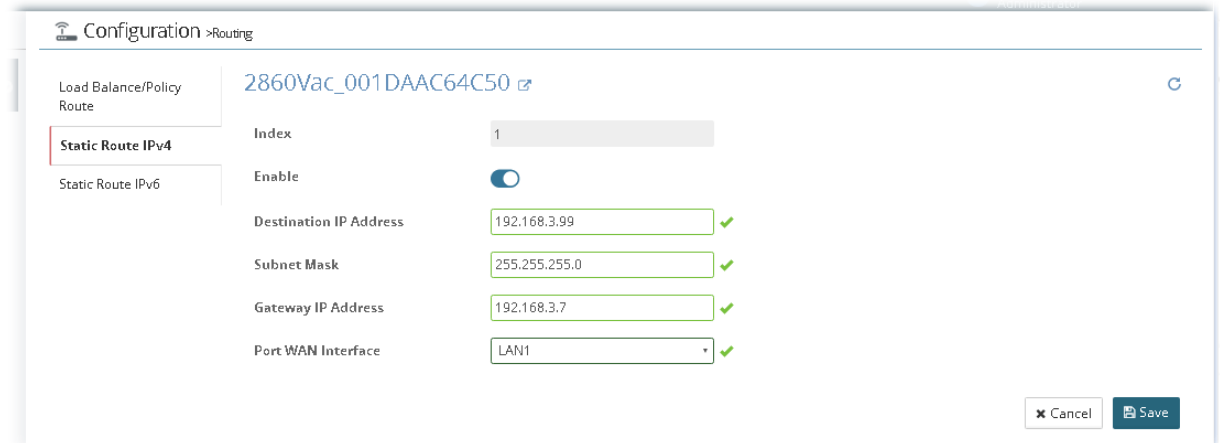 Administrator
Configuration >Routing
Load Balance/Policy
Route
Static Route IPv4
Static Route IPv6
2860Vac_001DAAC64C50
Index
1
Enable
Destination IP Address
192.168.3.99
Subnet Mask
255.255.255.0
Gateway IP Address
192.168.3.7
Port WAN Interface
LAN1
Cancel
Save